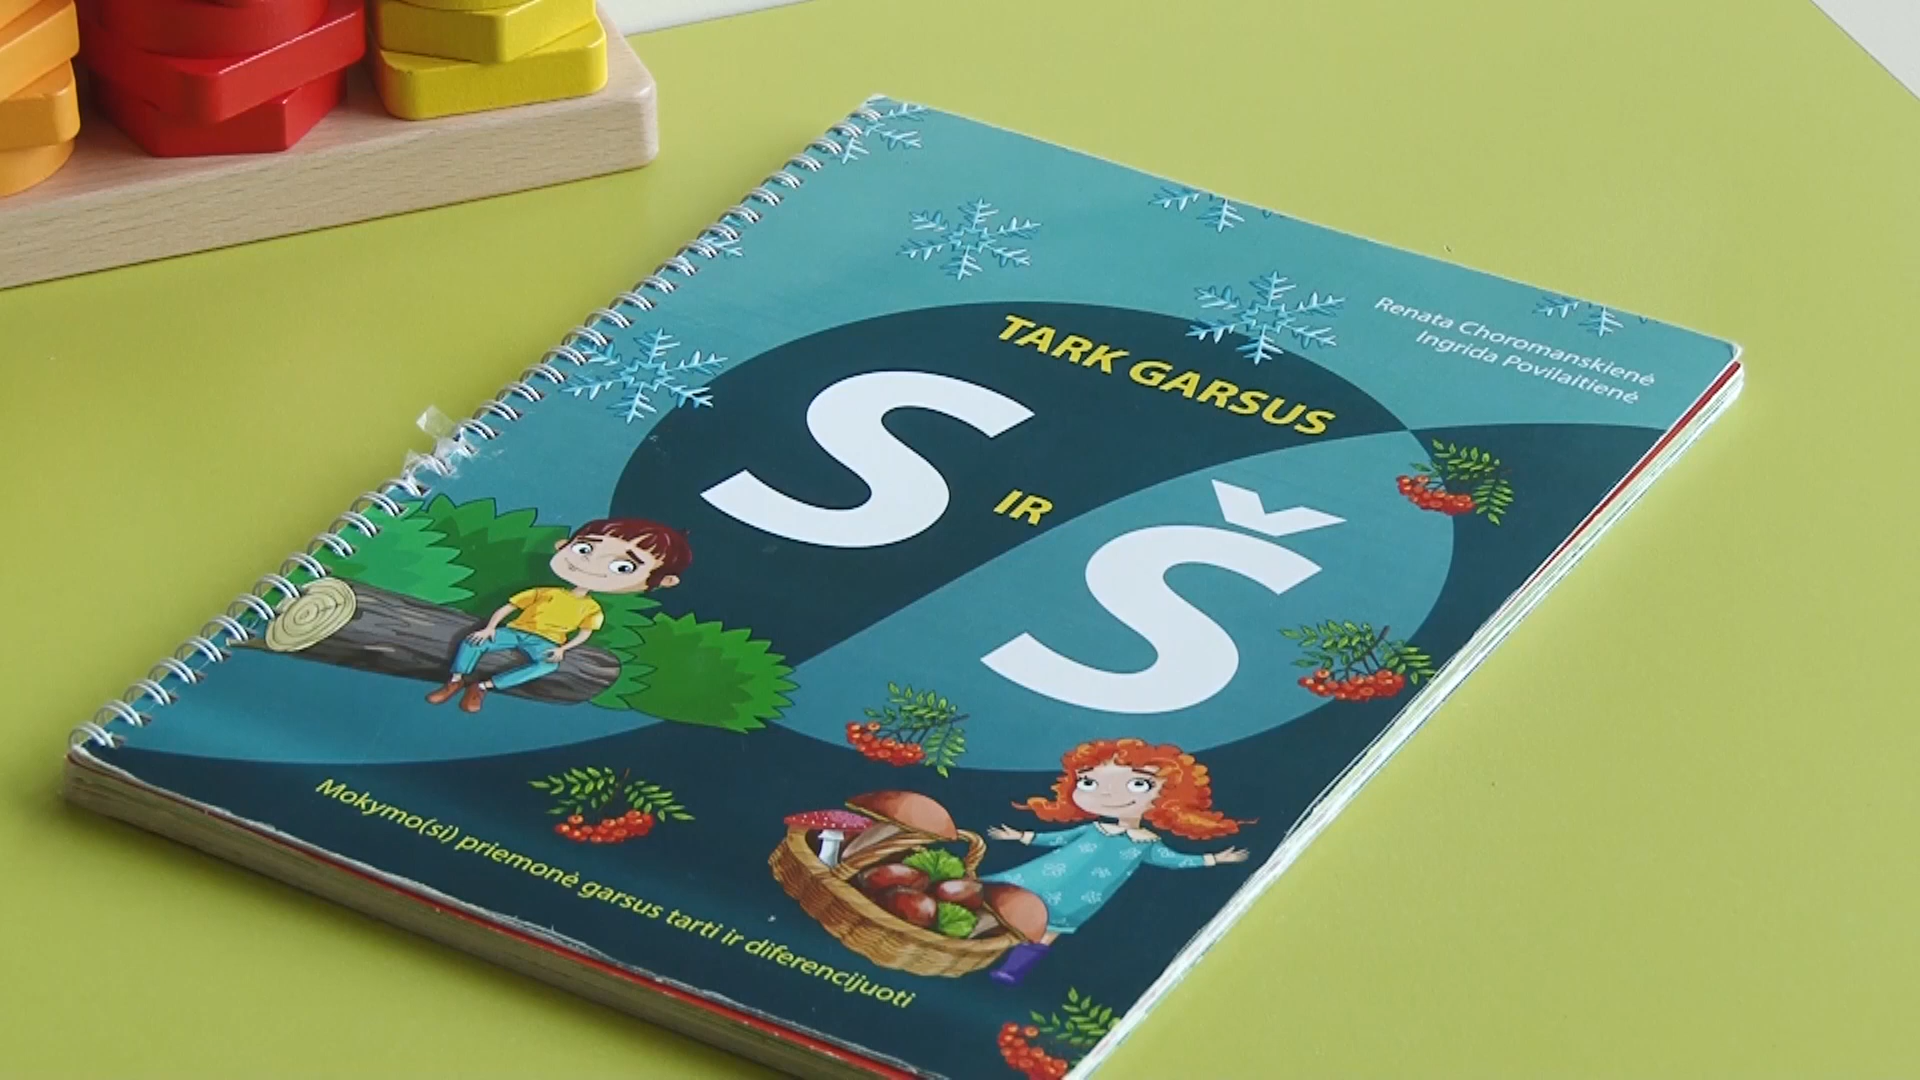 Renata Choromanskienė
Ingrida Povilaitienė
TARK GARSUS
S
IR
Š
Mokymo(si) priemonė garsus tarti ir diferencijuoti